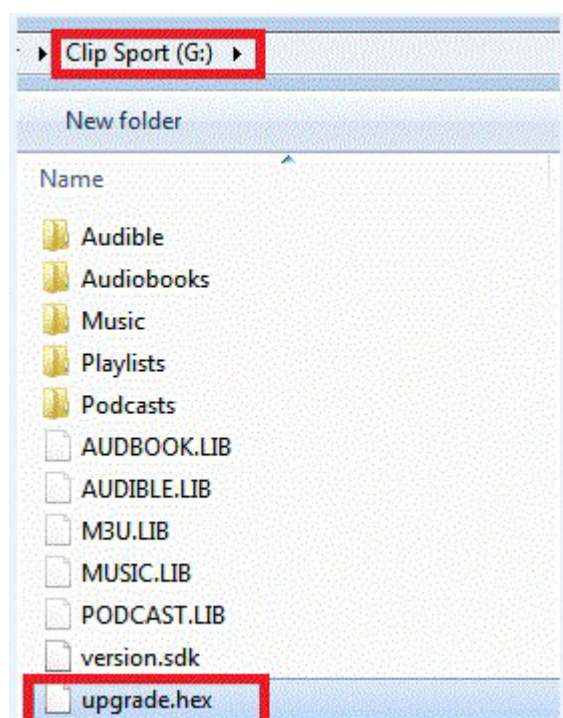 Clip Sport (G:)
New folder
Name
Audible
Audiobooks
Music
Playlists
Podcasts
AUDBOOK.LIB
AUDIBLE.LIB
M3U.LIB
MUSIC.LIB
PODCAST.LIB
version.sdk
upgrade.hex